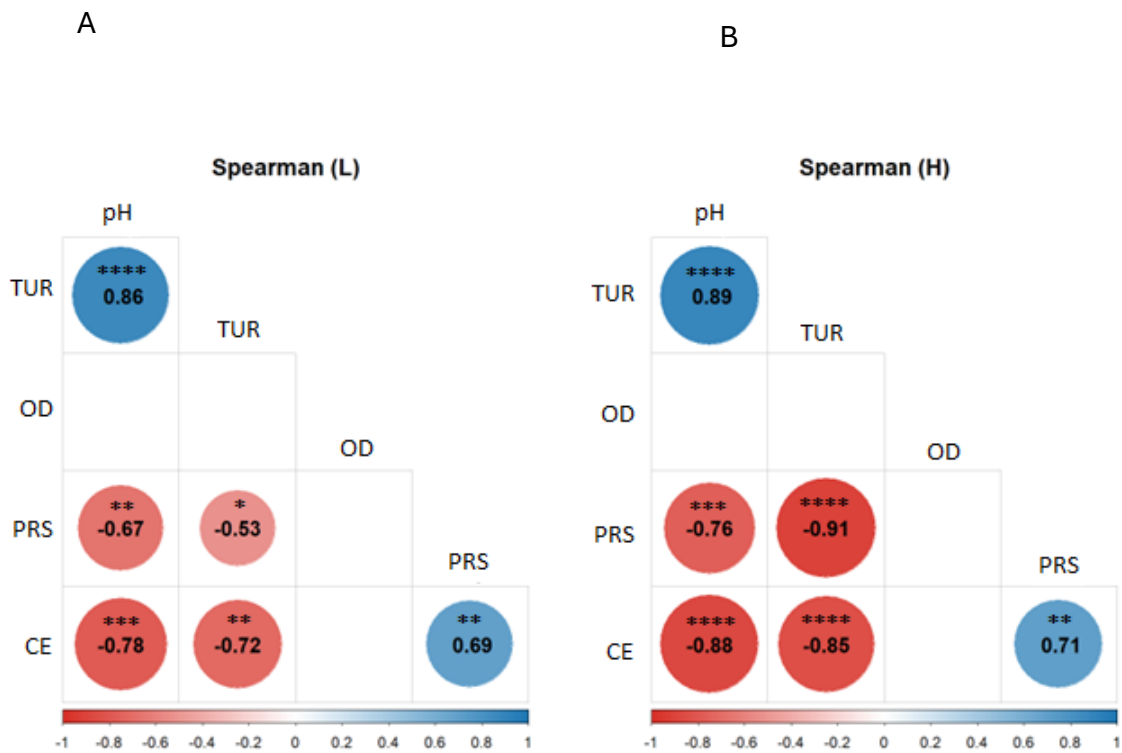 A
B
Spearman (L)
pH
TUR
****
0.86
TUR
OD
OD
PRS
**
-0.67
*
-0.53
PRS
CE
***
-0.78
**
-0.72
**
0.69
-1 -0.8 -0.6 -0.4 -0.2 0 0.2 0.4 0.6 0.8 1
Spearman (H)
pH
TUR
****
0.89
TUR
OD
OD
PRS
***
-0.76
****
-0.91
PRS
CE
****
-0.88
****
-0.85
**
0.71
-1 -0.8 -0.6 -0.4 -0.2 0 0.2 0.4 0.6 0.8 1